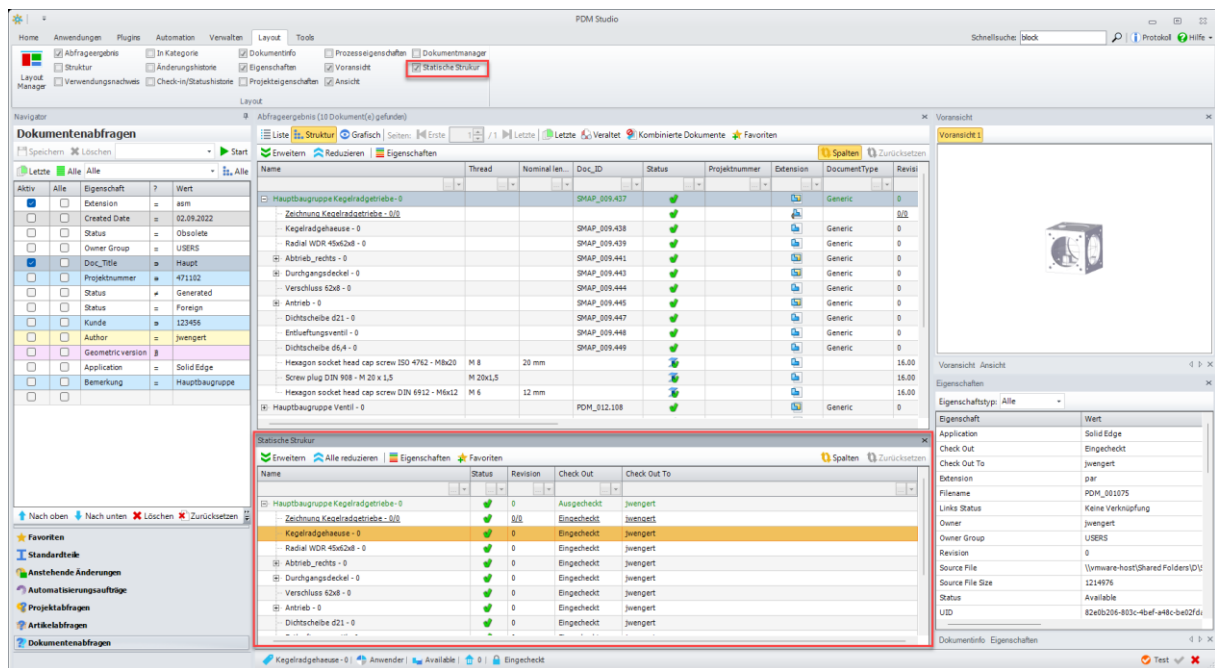 PDM Studio
Home Anwendungen Plugins Automation Verwalten Layout Tools
Schnellsuche: block Protokoll Hilfe
Layout Manager
Abfrageergebnis In Kategorie Dokumentinfo Prozesseigenschaften Dokumentmanager
Struktur Änderungshistorie Eigenschaften Voransicht Statische Strukur
Verwendungsnachweis Check-in/Statushistorie Projekteigenschaften Ansicht
Layout
Navigator
Dokumentenabfragen
Speichern Löschen Start
Letzte Alle Alle Alle
Aktiv Alle Eigenschaft ? Wert
Extension = asm
Created Date = 02.09.2022
Status = Obsolete
Owner Group = USERS
Doc_Title Haupt
Projektnummer 471102
Status ≠ Generated
Status = Foreign
Kunde 123456
Author = jwengert
Geometric version
Application = Solid Edge
Bemerkung = Hauptbaugruppe
Nach oben Nach unten Löschen Zurücksetzen
Favoriten
Standardteile
Anstehende Änderungen
Automatisierungsaufträge
Projektabfragen
Artikelabfragen
Dokumentenabfragen
Abfrageergebnis (18 Dokument(e) gefunden)
Liste Struktur Grafisch Seiten: Erste 1 / 1 Letzte Letzte Veraltet Kombinierte Dokumente Favoriten
Erweitern Reduzieren Eigenschaften Spalten Zurücksetzen
Name Thread Nominal len... Doc_ID Status Projektnummer Extension DocumentType Revisi
Hauptbaugruppe Kegelradgetriebe - 0 SMAP_009.437 Generic 0
Zeichnung Kegelradgetriebe - 0/0 0/0
Kegelradgehaeuse - 0 SMAP_009.438 Generic 0
Radial WDR 45x62x8 - 0 SMAP_009.439 Generic 0
Abtrieb_rechts - 0 SMAP_009.441 Generic 0
Durchgangsdeckel - 0 SMAP_009.443 Generic 0
Verschluss 62x8 - 0 SMAP_009.444 Generic 0
Antrieb - 0 SMAP_009.445 Generic 0
Dichtscheibe d21 - 0 SMAP_009.447 Generic 0
Entlueftungsventil - 0 SMAP_009.448 Generic 0
Dichtscheibe d6,4 - 0 SMAP_009.449 Generic 0
Hexagon socket head cap screw ISO 4762 - M8x20 M 8 20 mm 16.00
Screw plug DIN 908 - M 20 x 1,5 M 20x1,5 16.00
Hexagon socket head cap screw DIN 6912 - M6x12 M 6 12 mm 16.00
Hauptbaugruppe Ventil - 0 PDM_012.108 Generic 0
Statische Strukur
Erweitern Alle reduzieren Eigenschaften Favoriten Spalten Zurücksetzen
Name Status Revision Check Out Check Out To
Hauptbaugruppe Kegelradgetriebe - 0 0 Ausgecheckt jwengert
Zeichnung Kegelradgetriebe - 0/0 0/0 Eingecheckt jwengert
Kegelradgehaeuse - 0 0 Eingecheckt jwengert
Radial WDR 45x62x8 - 0 0 Eingecheckt jwengert
Abtrieb_rechts - 0 0 Eingecheckt jwengert
Durchgangsdeckel - 0 0 Eingecheckt jwengert
Verschluss 62x8 - 0 0 Eingecheckt jwengert
Antrieb - 0 0 Eingecheckt jwengert
Dichtscheibe d21 - 0 0 Eingecheckt jwengert
Kegelradgehaeuse - 0 Anwender Available 0 Eingecheckt
Voransicht
Voransicht 1
Voransicht Ansicht
Eigenschaften
Eigenschaftstyp: Alle
Eigenschaft Wert
Application Solid Edge
Check Out Eingecheckt
Check Out To jwengert
Extension par
Filename PDM_001075
Links Status Keine Verknüpfung
Owner jwengert
Owner Group USERS
Revision 0
Source File \\vmware-host\Shared Folders\D\S
Source File Size 1214976
Status Available
UID 82e0b206-803c-4bef-a48c-be02fd
Dokumentinfo Eigenschaften
Test